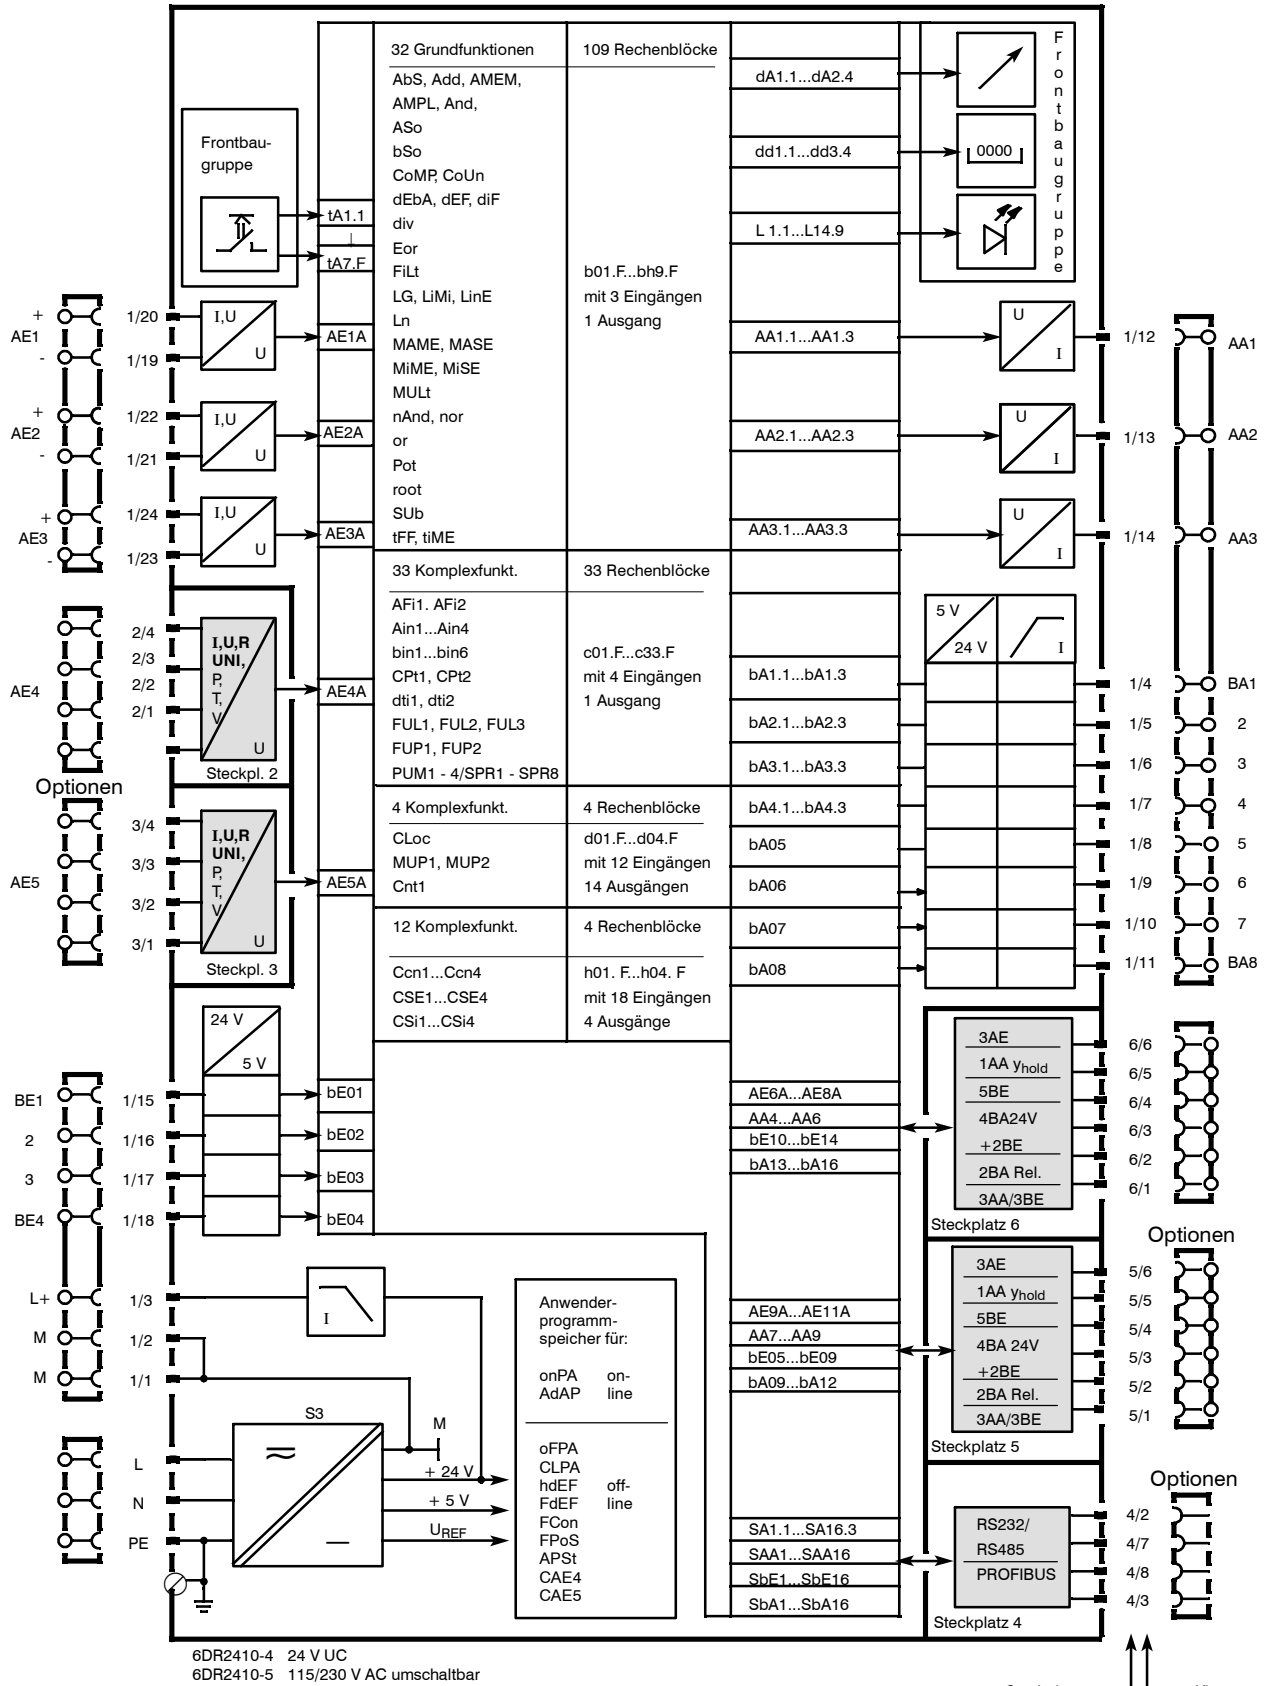 32 Grundfunktionen
AbS, Add, AMEM,
AMPL, And,
ASo
bSo
CoMP, CoUn
dEbA, dEF, diF
div
Eor
FiLt
LG, LiMi, LinE
Ln
MAME, MASE
MiME, MiSE
MULt
nAnd, nor
or
Pot
root
SUb
tFF, tiME
109 Rechenblöcke
b01.F...bh9.F
mit 3 Eingängen
1 Ausgang
33 Komplexfunkt.
AFi1. AFi2
Ain1...Ain4
bin1...bin6
CPt1, CPt2
dti1, dti2
FUL1, FUL2, FUL3
FUP1, FUP2
PUM1 - 4/SPR1 - SPR8
33 Rechenblöcke
c01.F...c33.F
mit 4 Eingängen
1 Ausgang
4 Komplexfunkt.
CLoc
MUP1, MUP2
Cnt1
4 Rechenblöcke
d01.F...d04.F
mit 12 Eingängen
14 Ausgängen
12 Komplexfunkt.
Ccn1...Ccn4
CSE1...CSE4
CSi1...CSi4
4 Rechenblöcke
h01. F...h04. F
mit 18 Eingängen
4 Ausgänge
Frontbau-
gruppe
tA1.1
↓
tA7.F
+
AE1
-
1/20
1/19
I,U
U
AE1A
+
AE2
-
1/22
1/21
I,U
U
AE2A
+
AE3
-
1/24
1/23
I,U
U
AE3A
AE4
2/4
2/3
2/2
2/1
I,U,R
UNI,
P,
T,
V
U
Steckpl. 2
AE4A
Optionen
AE5
3/4
3/3
3/2
3/1
I,U,R
UNI,
P,
T,
V
U
Steckpl. 3
AE5A
24 V
5 V
BE1
1/15
bE01
2
1/16
bE02
3
1/17
bE03
BE4
1/18
bE04
L+
1/3
I
M
1/2
M
1/1
S3
M
L
N
PE
+ 24 V
+ 5 V
UREF
Anwender-
programm-
speicher für:
onPA on-
AdAP line
oFPA
CLPA
hdEF off-
FdEF line
FCon
FPoS
APSt
CAE4
CAE5
dA1.1...dA2.4
dd1.1...dd3.4
0000
L 1.1...L14.9
Frontbaugruppe
AA1.1...AA1.3
U
I
1/12
AA1
AA2.1...AA2.3
U
I
1/13
AA2
AA3.1...AA3.3
U
I
1/14
AA3
5 V
24 V
I
bA1.1...bA1.3
1/4
BA1
bA2.1...bA2.3
1/5
2
bA3.1...bA3.3
1/6
3
bA4.1...bA4.3
1/7
4
bA05
1/8
5
bA06
1/9
6
bA07
1/10
7
bA08
1/11
BA8
AE6A...AE8A
AA4...AA6
bE10...bE14
bA13...bA16
3AE
1AA yhold
5BE
4BA24V
+2BE
2BA Rel.
3AA/3BE
Steckplatz 6
6/6
6/5
6/4
6/3
6/2
6/1
Optionen
AE9A...AE11A
AA7...AA9
bE05...bE09
bA09...bA12
3AE
1AA yhold
5BE
4BA 24V
+2BE
2BA Rel.
3AA/3BE
Steckplatz 5
5/6
5/5
5/4
5/3
5/2
5/1
Optionen
SA1.1...SA16.3
SAA1...SAA16
SbE1...SbE16
SbA1...SbA16
RS232/
RS485
PROFIBUS
Steckplatz 4
4/2
4/7
4/8
4/3
6DR2410-4 24 V UC
6DR2410-5 115/230 V AC umschaltbar